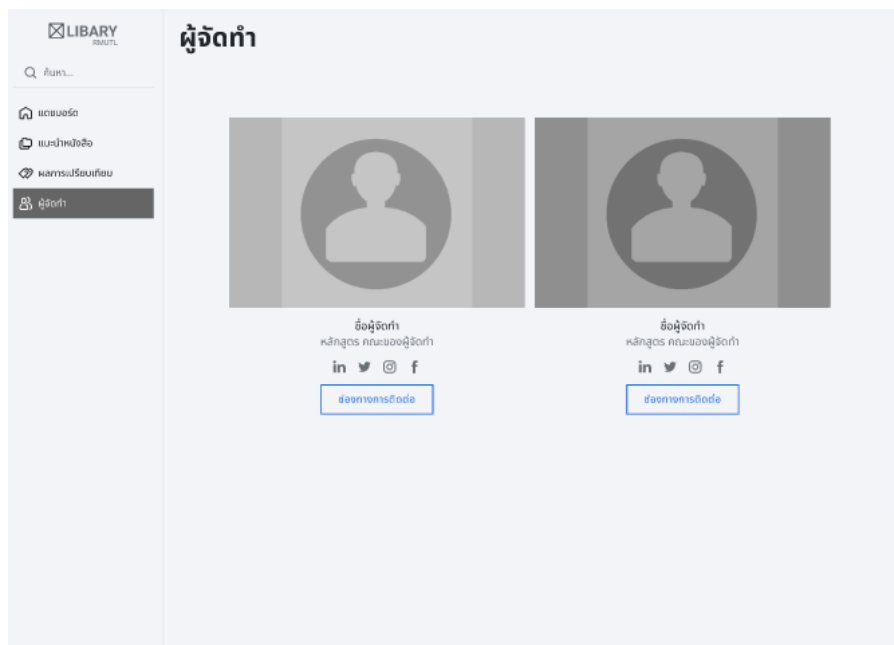 LIBARY
RMUTL
ค้นหา...
แดชบอร์ด
แนะนำหนังสือ
ผลการเปรียบเทียบ
ผู้จัดทำ
ผู้จัดทำ
ชื่อผู้จัดทำ
หลักสูตร คณะของผู้จัดทำ
in f
ช่องทางการติดต่อ
ชื่อผู้จัดทำ
หลักสูตร คณะของผู้จัดทำ
in f
ช่องทางการติดต่อ